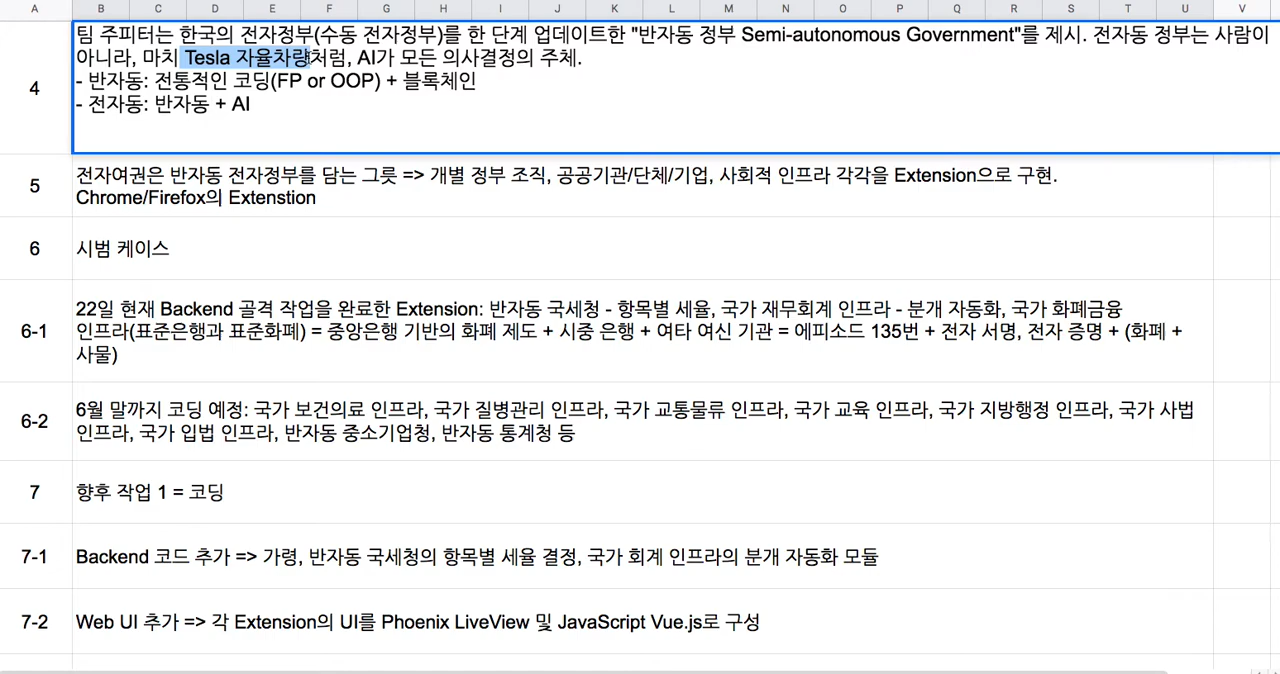 A B C D E F G H I J K L M N O P Q R S T U V
4
팀 주피터는 한국의 전자정부(수동 전자정부)를 한 단계 업데이트한 "반자동 정부 Semi-autonomous Government"를 제시. 전자동 정부는 사람이
아니라, 마치 Tesla 자율차량처럼, AI가 모든 의사결정의 주체.
- 반자동: 전통적인 코딩(FP or OOP) + 블록체인
- 전자동: 반자동 + AI
5
전자여권은 반자동 전자정부를 담는 그릇 => 개별 정부 조직, 공공기관/단체/기업, 사회적 인프라 각각을 Extension으로 구현.
Chrome/Firefox의 Extenstion
6
시범 케이스
6-1
22일 현재 Backend 골격 작업을 완료한 Extension: 반자동 국세청 - 항목별 세율, 국가 재무회계 인프라 - 분개 자동화, 국가 화폐금융
인프라(표준은행과 표준화폐) = 중앙은행 기반의 화폐 제도 + 시중 은행 + 여타 여신 기관 = 에피소드 135번 + 전자 서명, 전자 증명 + (화폐 +
사물)
6-2
6월 말까지 코딩 예정: 국가 보건의료 인프라, 국가 질병관리 인프라, 국가 교통물류 인프라, 국가 교육 인프라, 국가 지방행정 인프라, 국가 사법
인프라, 국가 입법 인프라, 반자동 중소기업청, 반자동 통계청 등
7
향후 작업 1 = 코딩
7-1
Backend 코드 추가 => 가령, 반자동 국세청의 항목별 세율 결정, 국가 회계 인프라의 분개 자동화 모듈
7-2
Web UI 추가 => 각 Extension의 UI를 Phoenix LiveView 및 JavaScript Vue.js로 구성